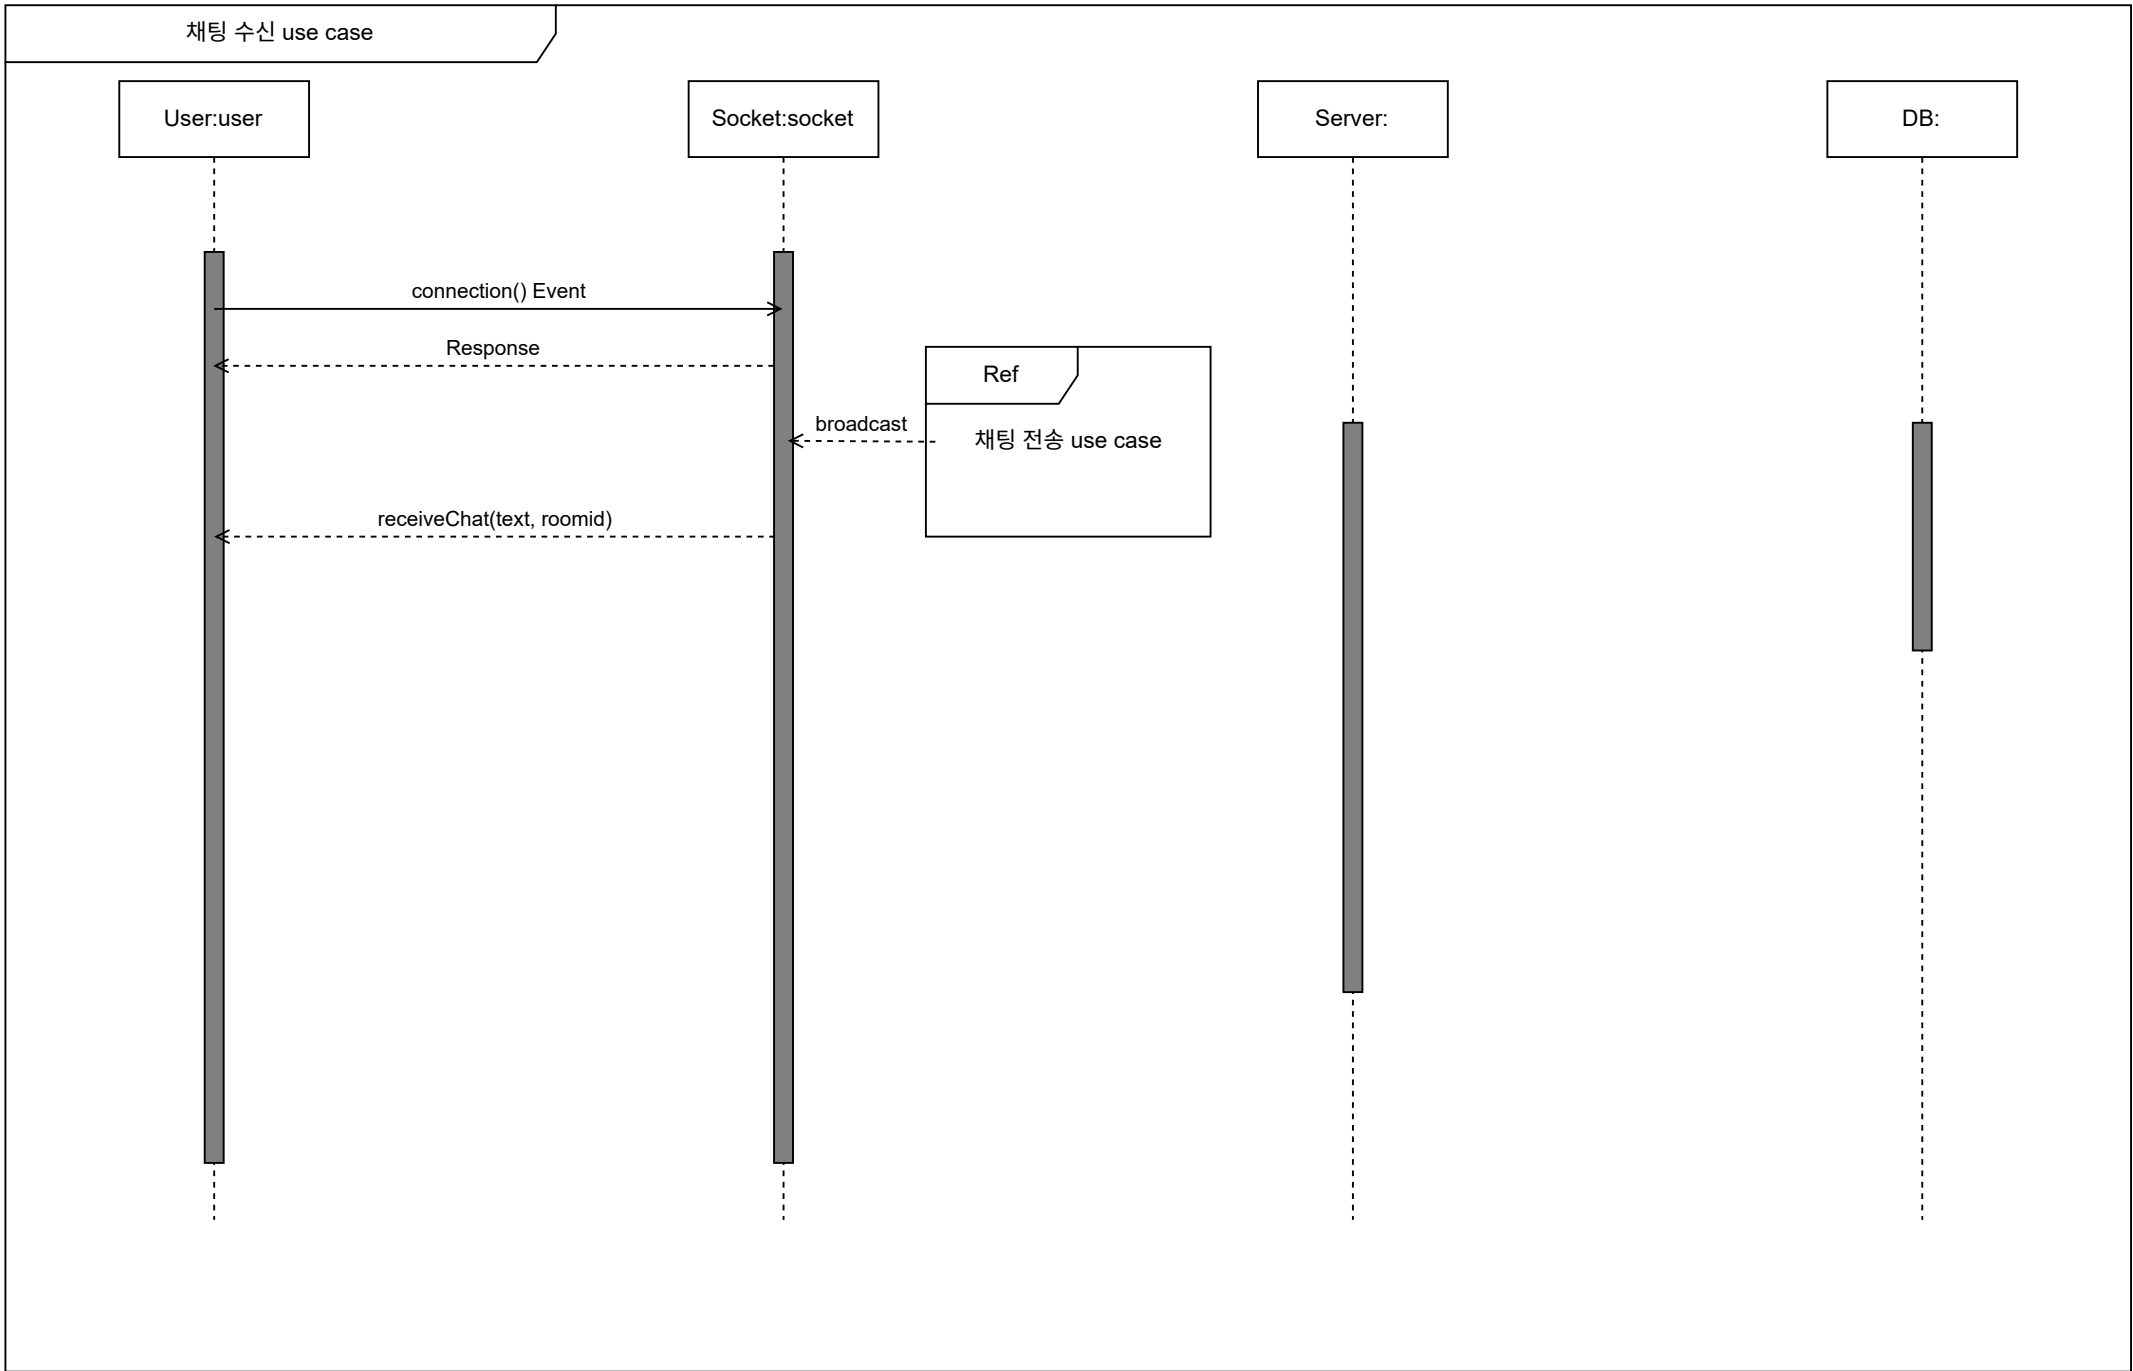 채팅 수신 use case
User:user
Socket:socket
Server:
DB:
connection() Event
Response
Ref
broadcast
채팅 전송 use case
receiveChat(text, roomid)